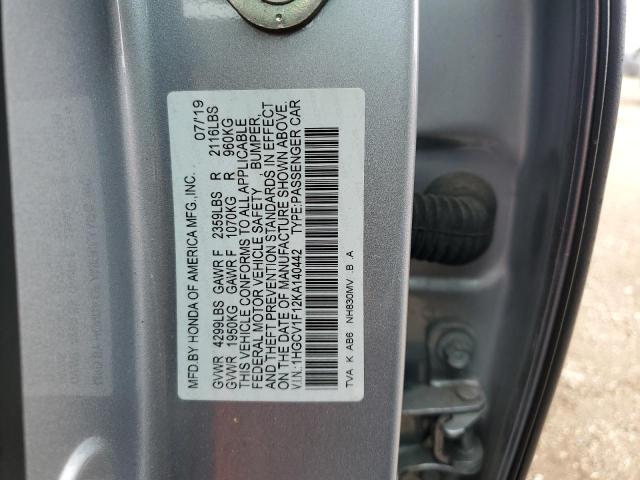 MFD.BY HONDA OF AMERICA MFG.,INC. 07/19
GVWR 4299LBS GAWR F 2359LBS R 2116LBS
GVWR 1950KG GAWR F 1070KG R 960KG
THIS VEHICLE CONFORMS TO ALL APPLICABLE
FEDERAL MOTOR VEHICLE SAFETY , BUMPER,
AND THEFT PREVENTION STANDARDS IN EFFECT
ON THE DATE OF MANUFACTURE SHOWN ABOVE.
V.I.N.:1HGCV1F12KA140442 TYPE:PASSENGER CAR
TVA K AB6 NH830MV B A